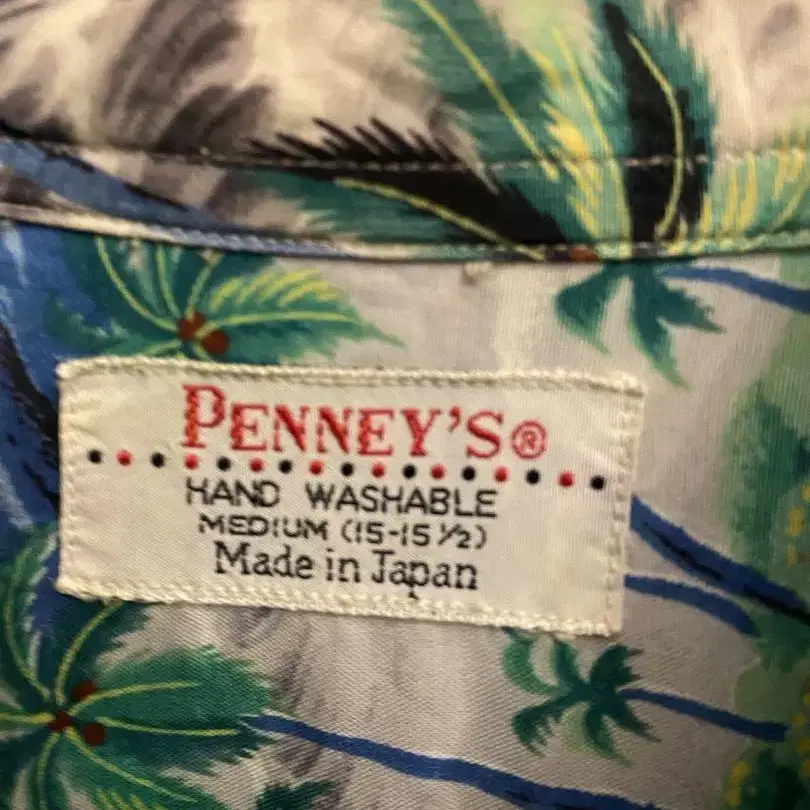 PENNEY'S®
HAND WASHABLE
MEDIUM (15-15½)
Made in Japan